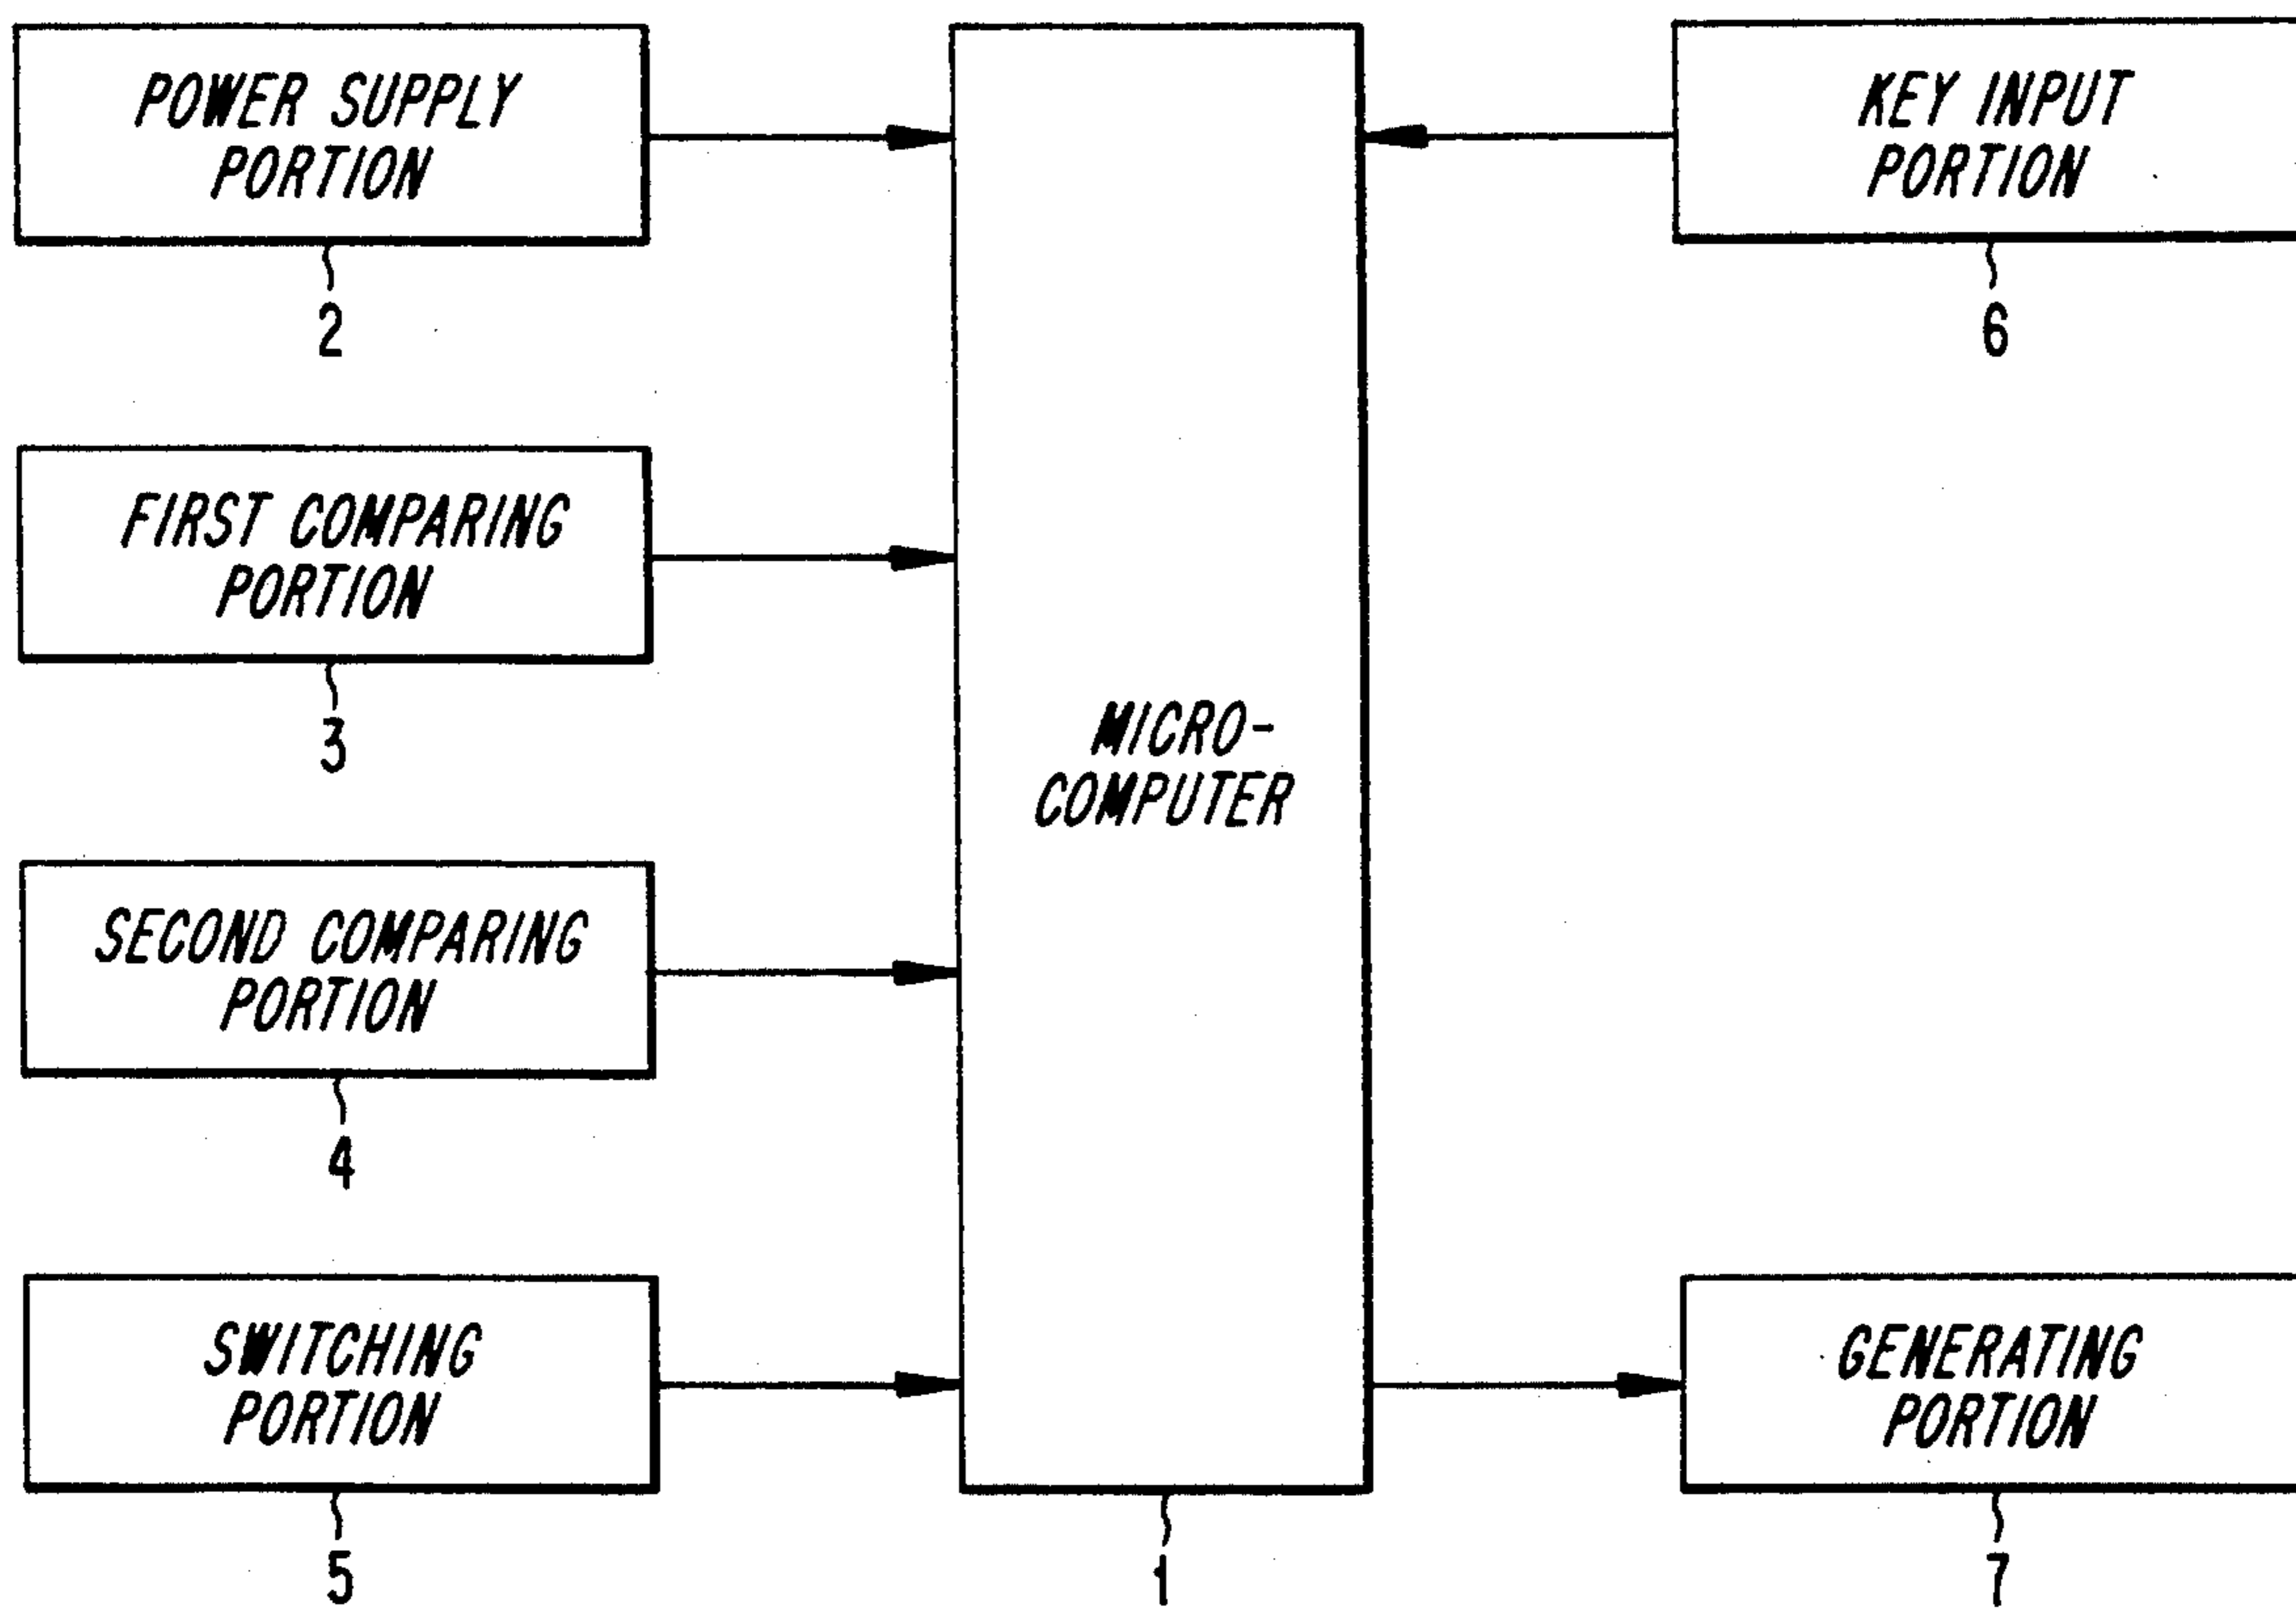 POWER SUPPLY
PORTION
2
FIRST COMPARING
PORTION
3
SECOND COMPARING
PORTION
4
SWITCHING
PORTION
5
MICRO-
COMPUTER
1
KEY INPUT
PORTION
6
GENERATING
PORTION
7